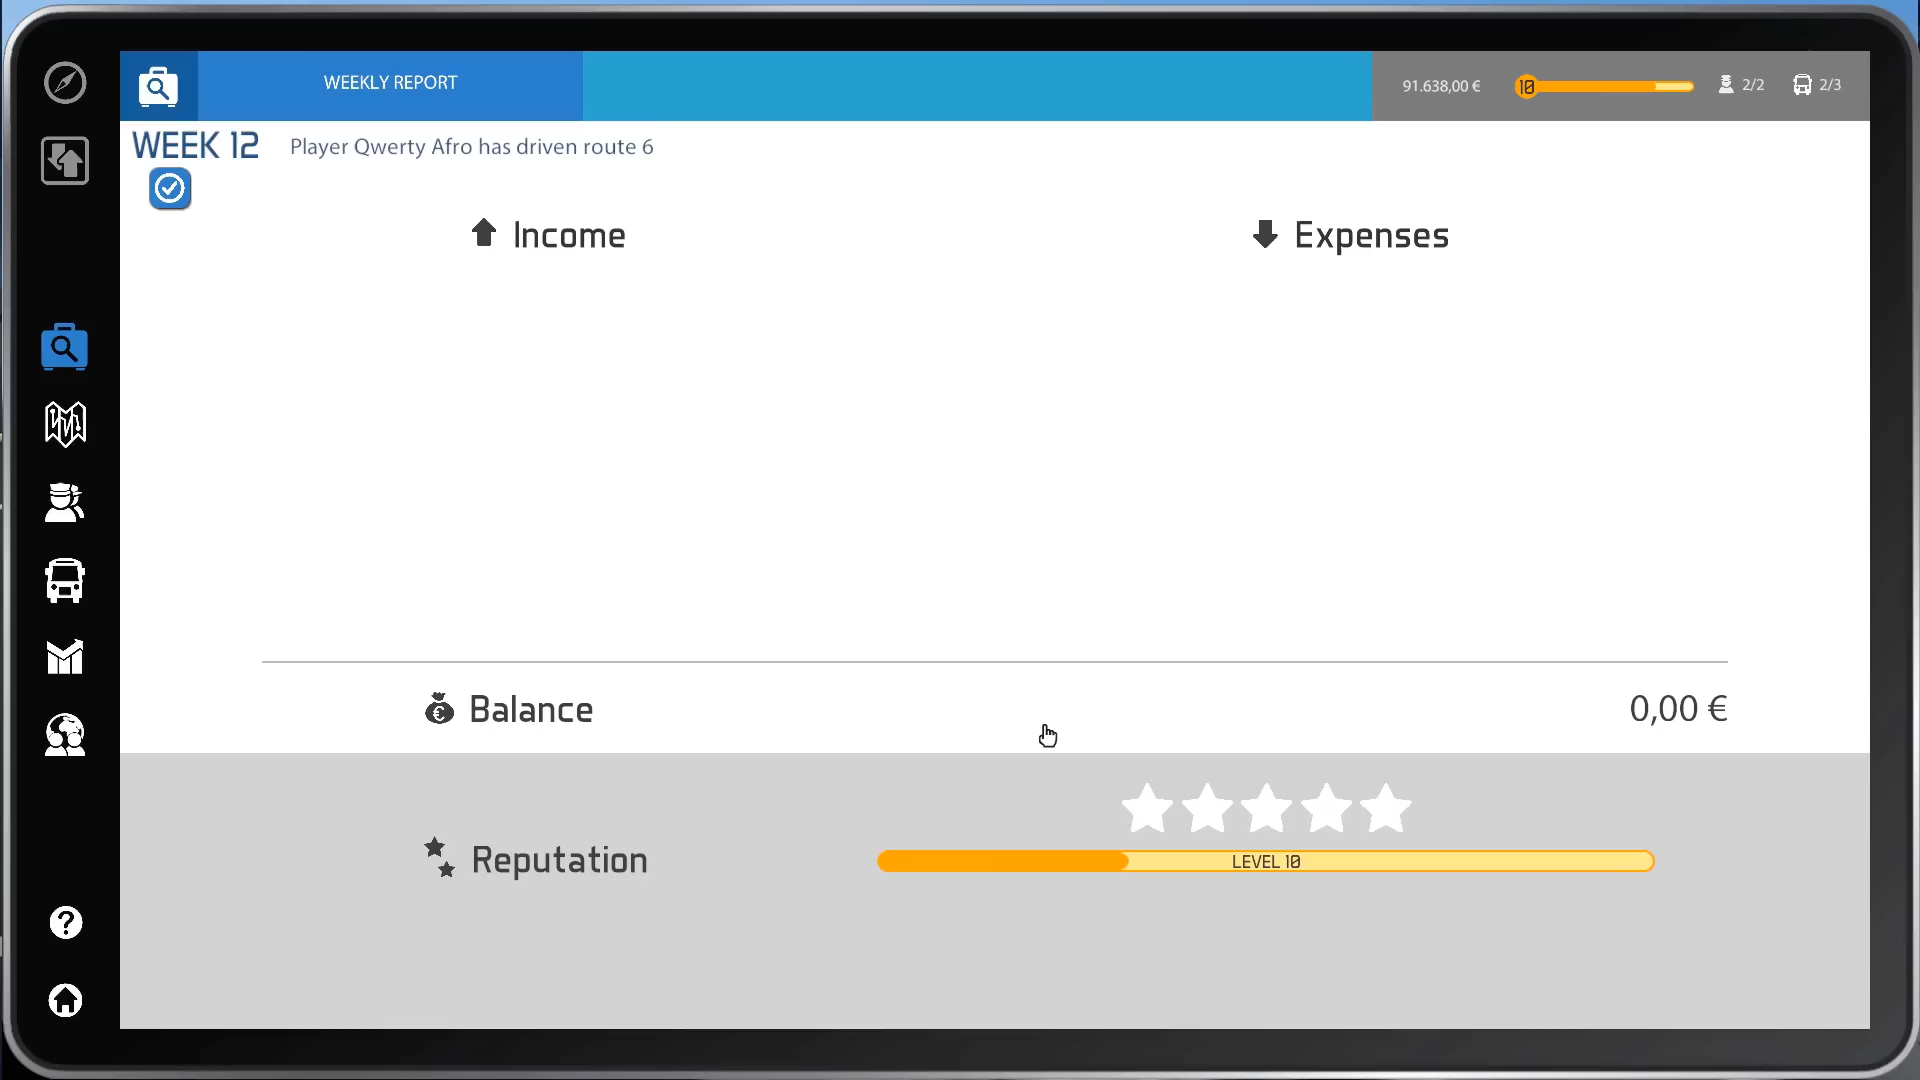 WEEKLY REPORT
91.638,00 €
10
2/2
2/3
WEEK 12
Player Qwerty Afro has driven route 6
Income
Expenses
Balance
0,00 €
Reputation
LEVEL 10